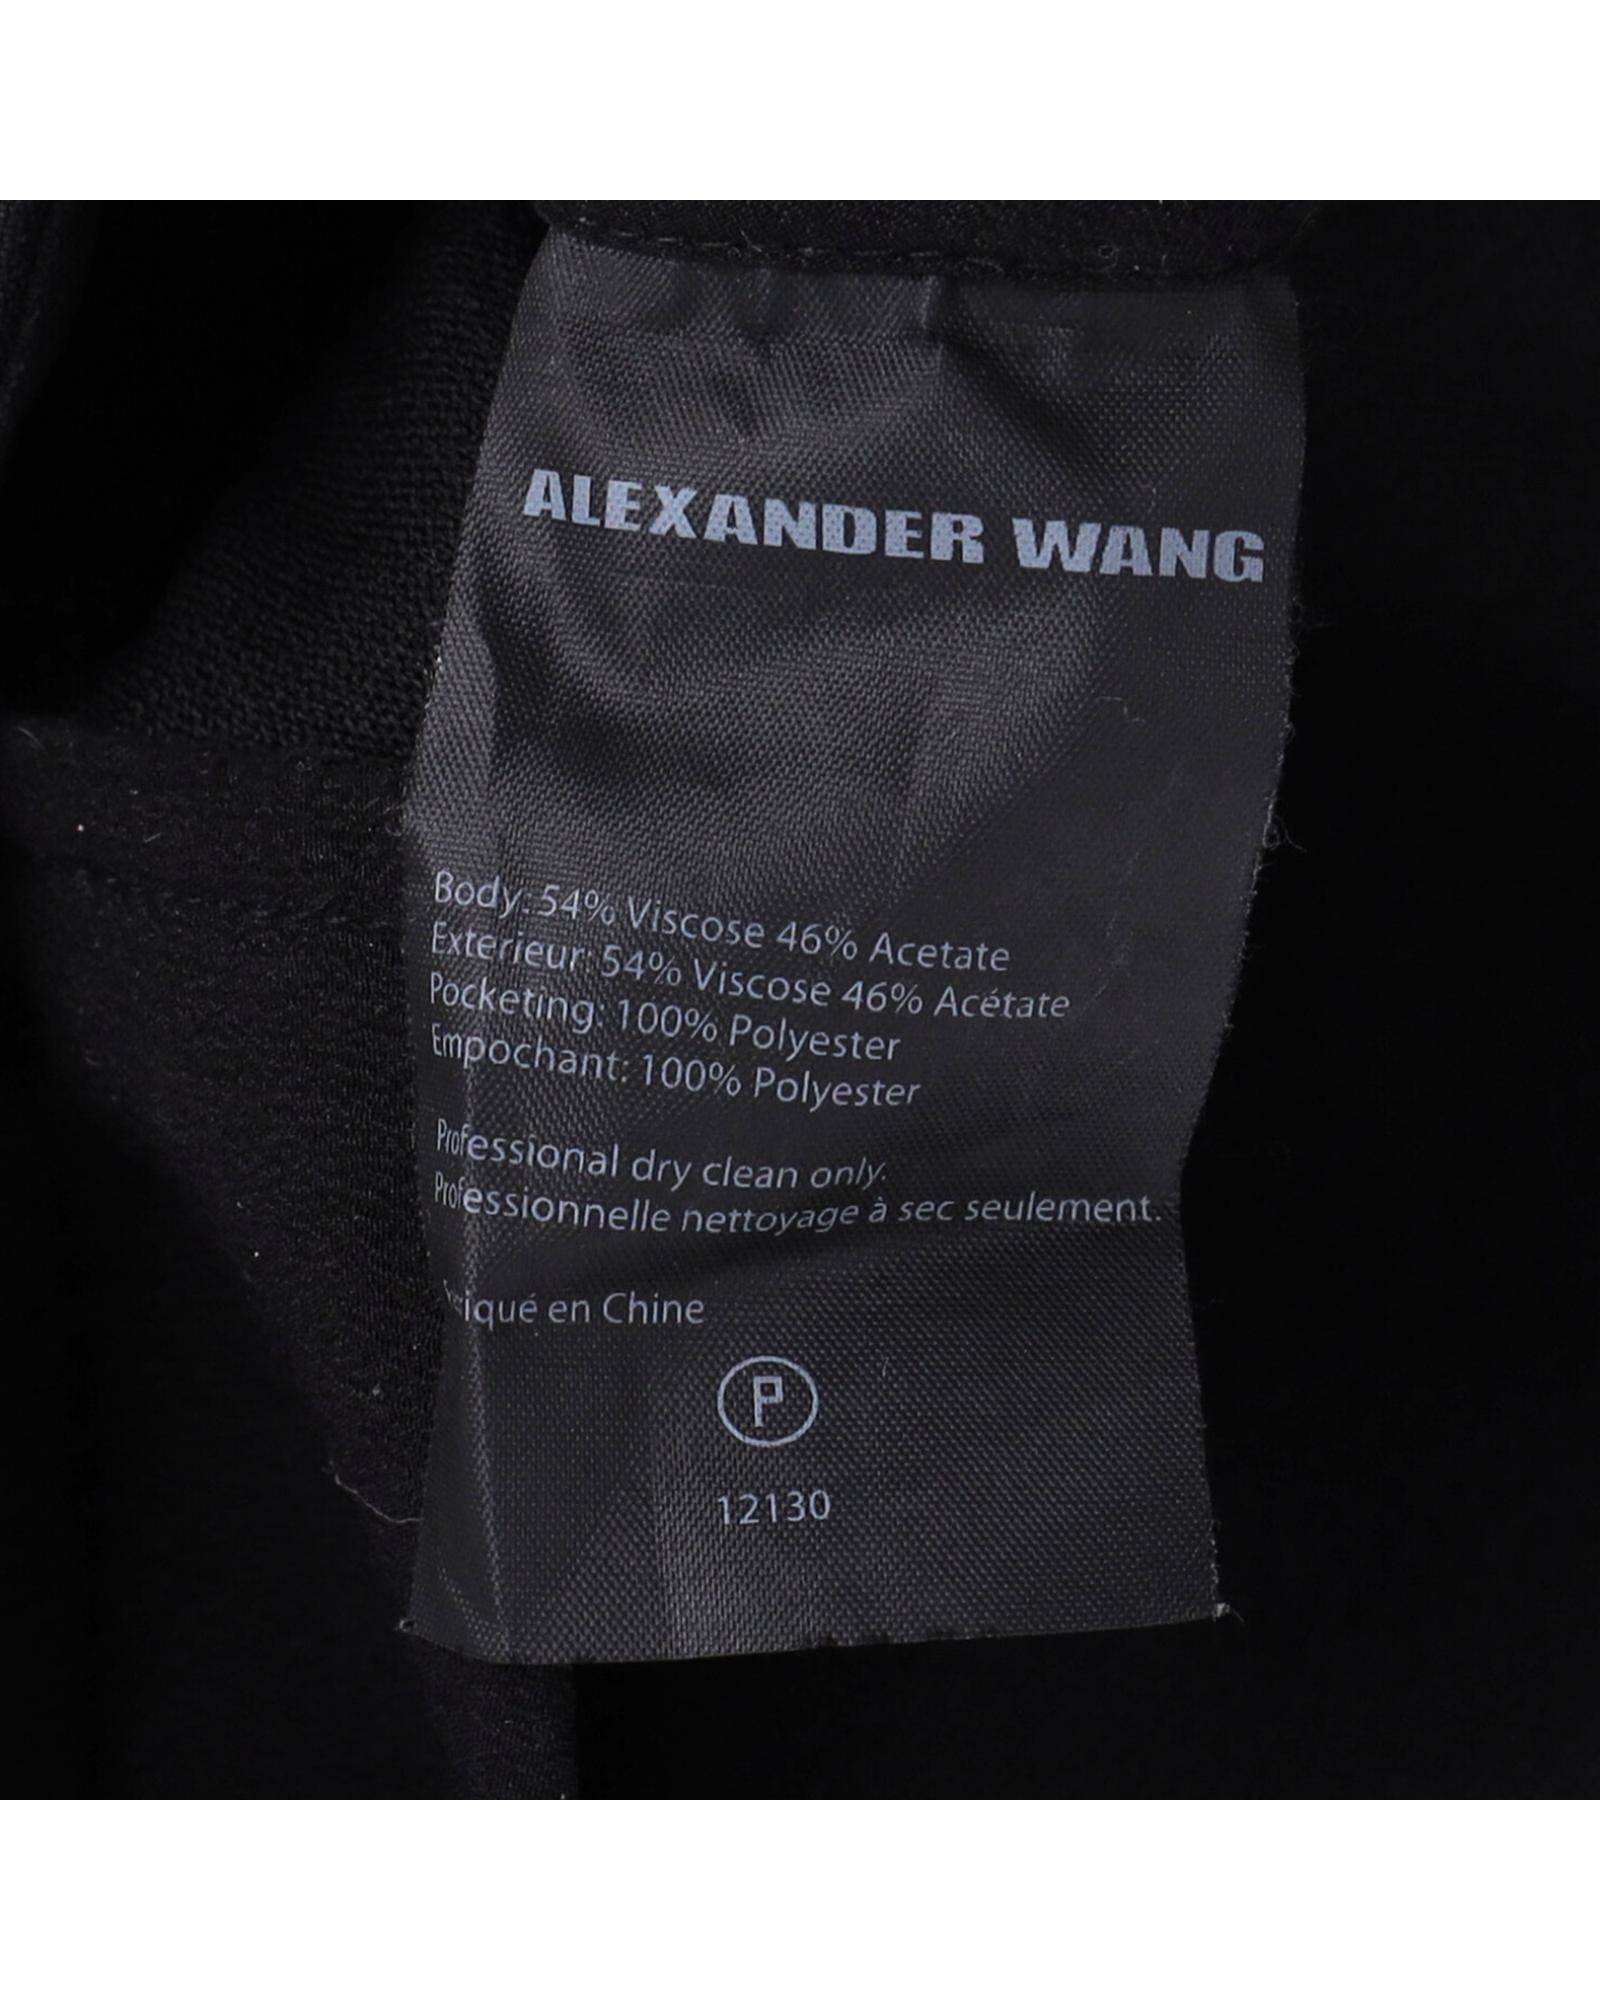 ALEXANDER WANG
Body: 54% Viscose 46% Acetate
Exterieur: 54% Viscose 46% Acétate
Pocketing: 100% Polyester
Empochant: 100% Polyester
Professional dry clean only.
Professionnelle nettoyage à sec seulement.
en Chine
P
12130